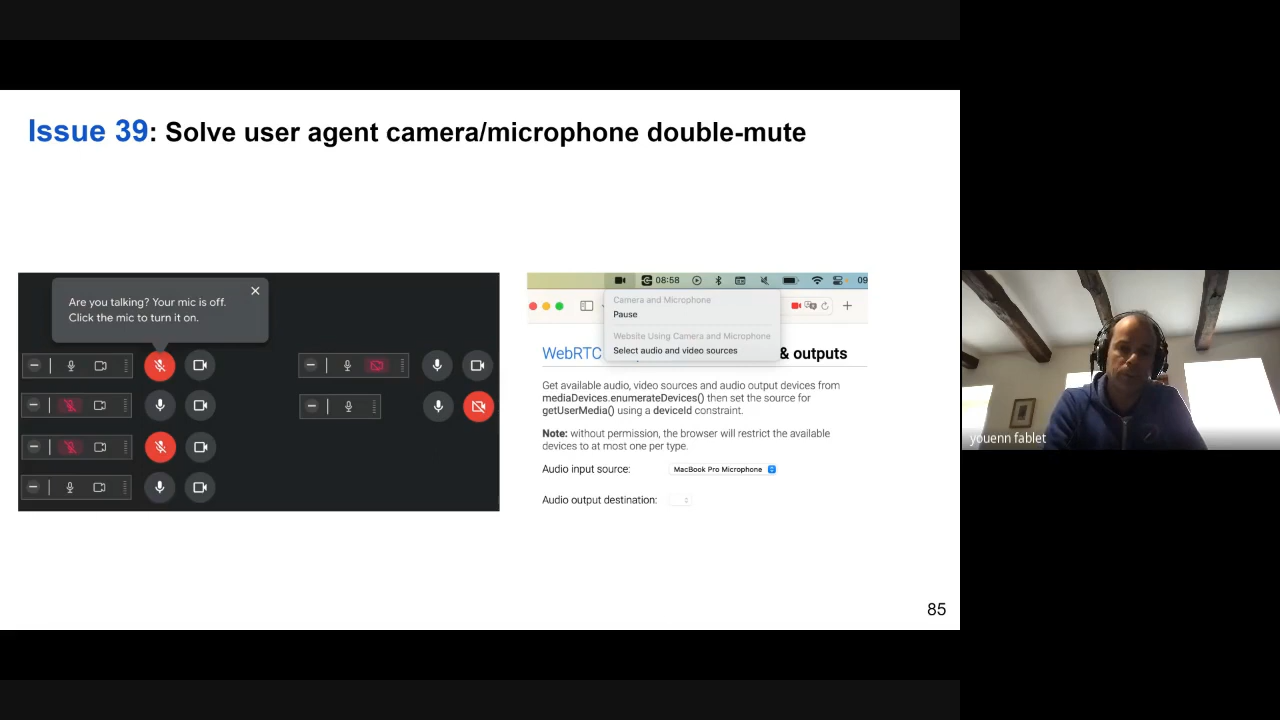 Issue 39: Solve user agent camera/microphone double-mute
Are you talking? Your mic is off.
Click the mic to turn it on.
08:58
09
Camera and Microphone
Pause
Website Using Camera and Microphone
Select audio and video sources
WebRTC
& outputs
Get available audio, video sources and audio output devices from
mediaDevices.enumerateDevices() then set the source for
getUserMedia() using a deviceId constraint.
Note: without permission, the browser will restrict the available
devices to at most one per type.
Audio input source: MacBook Pro Microphone
Audio output destination:
85
youenn fablet